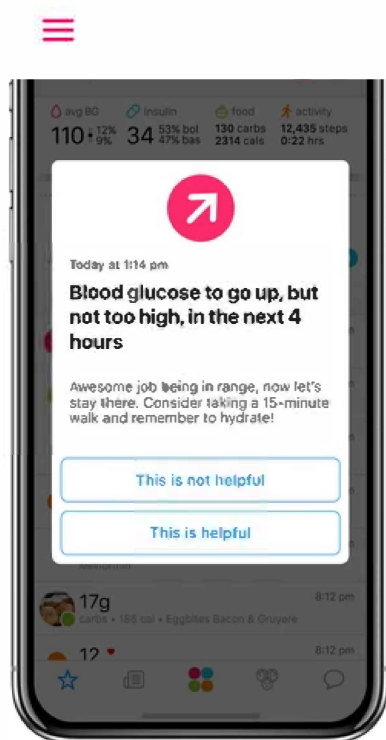 avg BG
insulin
food
activity
110 12% 9%
34 53% bol 47% bas
130 carbs
2314 cals
12,435 steps
0:22 hrs
Today at 1:14 pm
Blood glucose to go up, but
not too high, in the next 4
hours
Awesome job being in range, now let's
stay there. Consider taking a 15-minute
walk and remember to hydrate!
This is not helpful
This is helpful
17g
8:12 pm
carbs • 185 cal • Eggbites Bacon & Gruyere
12
8:12 pm